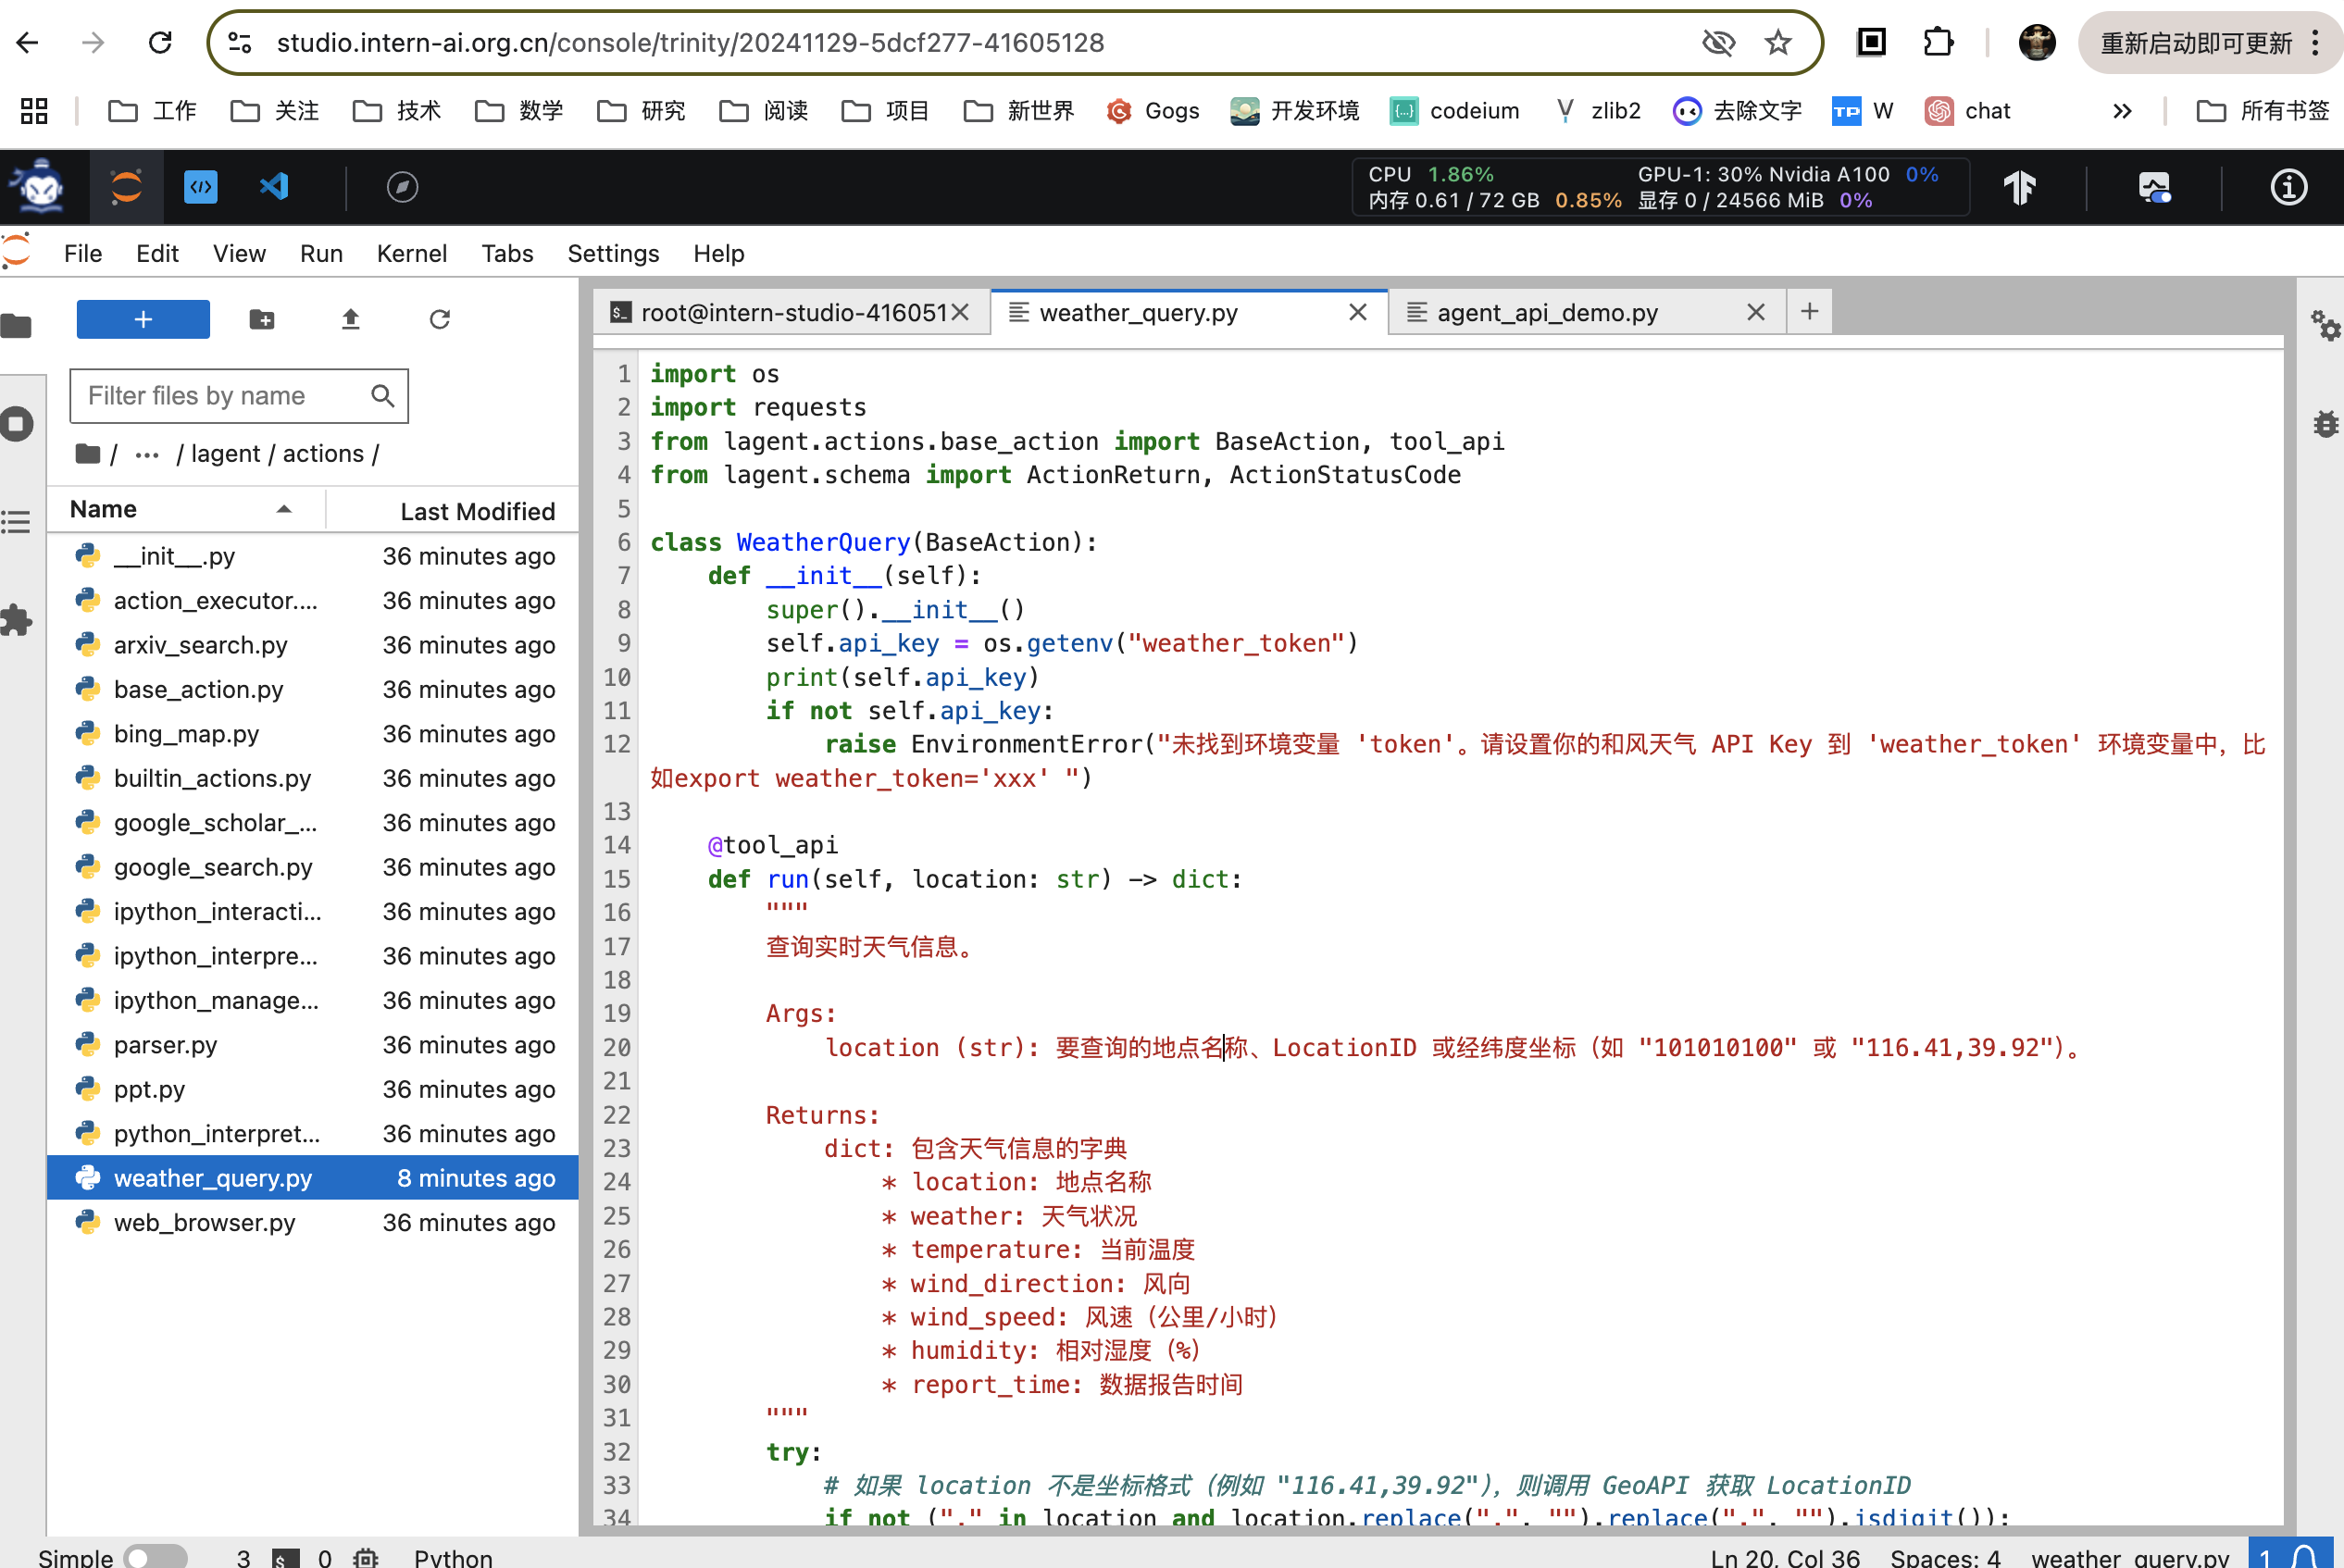 studio.intern-ai.org.cn/console/trinity/20241129-5dcf277-41605128
重新启动即可更新
工作 关注 技术 数学 研究 阅读 项目 新世界 Gogs 开发环境 codeium zlib2 去除文字 W chat 所有书签
CPU 1.86% GPU-1: 30% Nvidia A100 0%
内存 0.61 / 72 GB 0.85% 显存 0 / 24566 MiB 0%
File Edit View Run Kernel Tabs Settings Help
+
Filter files by name
/ ... / lagent / actions /
Name Last Modified
__init__.py 36 minutes ago
action_executor.... 36 minutes ago
arxiv_search.py 36 minutes ago
base_action.py 36 minutes ago
bing_map.py 36 minutes ago
builtin_actions.py 36 minutes ago
google_scholar_... 36 minutes ago
google_search.py 36 minutes ago
ipython_interacti... 36 minutes ago
ipython_interpre... 36 minutes ago
ipython_manage... 36 minutes ago
parser.py 36 minutes ago
ppt.py 36 minutes ago
python_interpret... 36 minutes ago
weather_query.py 8 minutes ago
web_browser.py 36 minutes ago
root@intern-studio-416051 weather_query.py agent_api_demo.py +
1 import os
2 import requests
3 from lagent.actions.base_action import BaseAction, tool_api
4 from lagent.schema import ActionReturn, ActionStatusCode
5
6 class WeatherQuery(BaseAction):
7 def __init__(self):
8 super().__init__()
9 self.api_key = os.getenv("weather_token")
10 print(self.api_key)
11 if not self.api_key:
12 raise EnvironmentError("未找到环境变量 'token'。请设置你的和风天气 API Key 到 'weather_token' 环境变量中，比
如export weather_token='xxx' ")
13
14 @tool_api
15 def run(self, location: str) -> dict:
16 """
17 查询实时天气信息。
18
19 Args:
20 location (str): 要查询的地点名称、LocationID 或经纬度坐标（如 "101010100" 或 "116.41,39.92"）。
21
22 Returns:
23 dict: 包含天气信息的字典
24 * location: 地点名称
25 * weather: 天气状况
26 * temperature: 当前温度
27 * wind_direction: 风向
28 * wind_speed: 风速（公里/小时）
29 * humidity: 相对湿度（%）
30 * report_time: 数据报告时间
31 """
32 try:
33 # 如果 location 不是坐标格式（例如 "116.41,39.92"），则调用 GeoAPI 获取 LocationID
34 if not ("," in location and location.replace(",", "").replace(".", "").isdigit()):
Simple 3 0 Python Ln 20, Col 36 Spaces: 4 weather_query.py 1